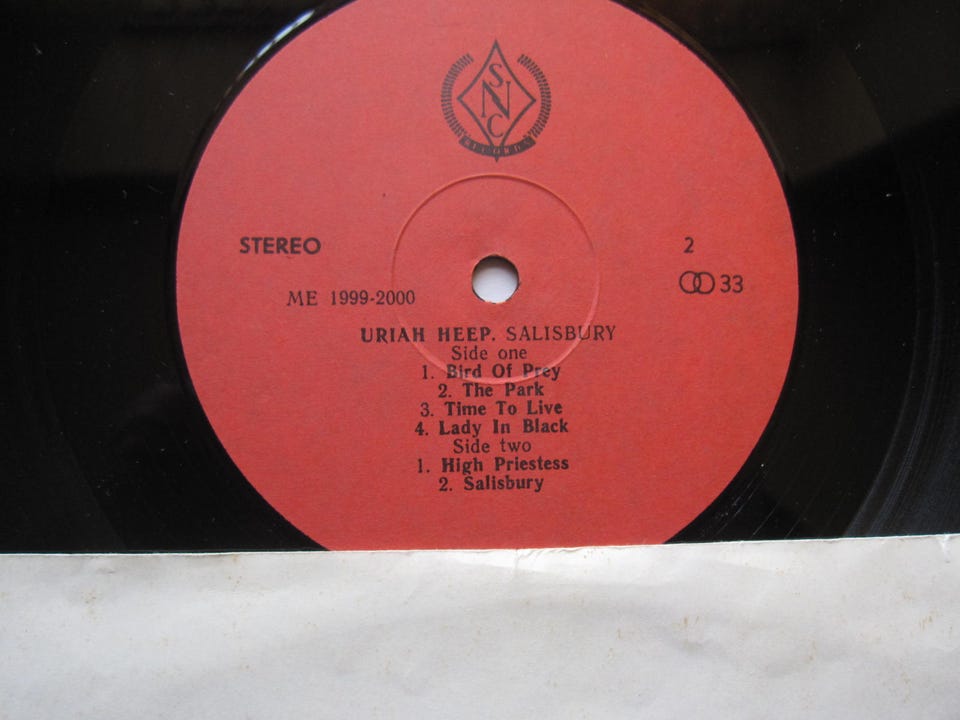 SNC
RECORDS
STEREO
2
33
ME 1999-2000
URIAH HEEP. SALISBURY
Side one
1. Bird Of Prey
2. The Park
3. Time To Live
4. Lady In Black
Side two
1. High Priestess
2. Salisbury